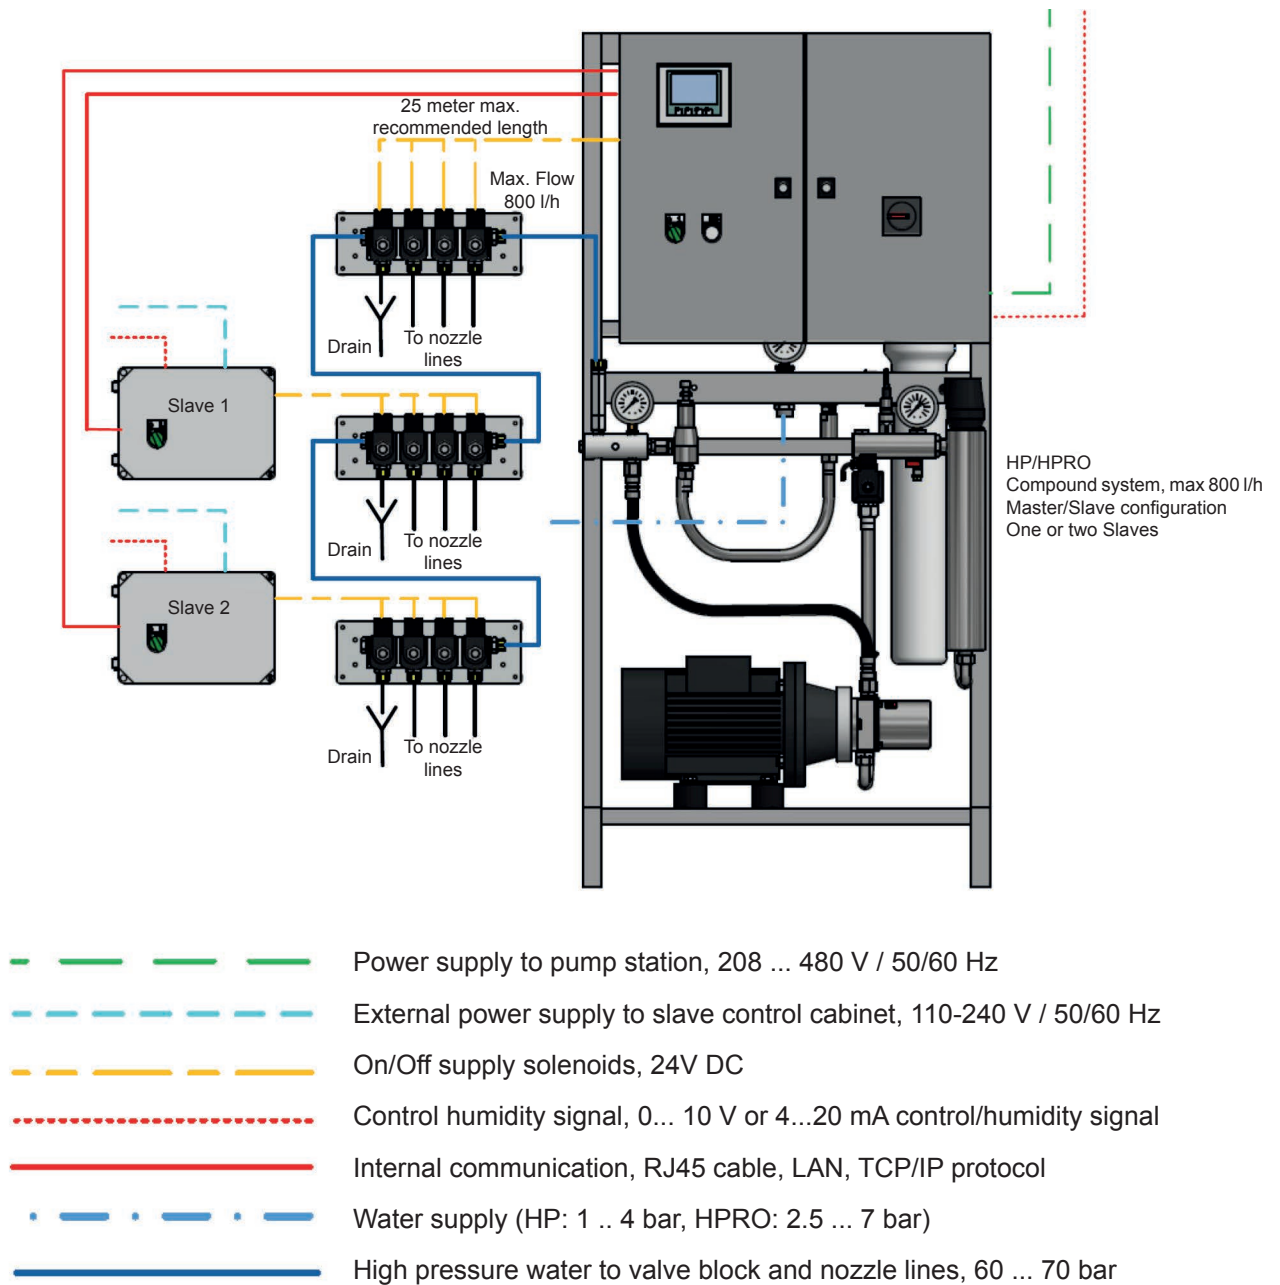 25 meter max.
recommended length
Max. Flow
800 l/h
Drain
To nozzle
lines
Slave 1
Drain
To nozzle
lines
Slave 2
Drain
To nozzle
lines
HP/HPRO
Compound system, max 800 l/h
Master/Slave configuration
One or two Slaves
Power supply to pump station, 208 ... 480 V / 50/60 Hz
External power supply to slave control cabinet, 110-240 V / 50/60 Hz
On/Off supply solenoids, 24V DC
Control humidity signal, 0... 10 V or 4...20 mA control/humidity signal
Internal communication, RJ45 cable, LAN, TCP/IP protocol
Water supply (HP: 1 .. 4 bar, HPRO: 2.5 ... 7 bar)
High pressure water to valve block and nozzle lines, 60 ... 70 bar